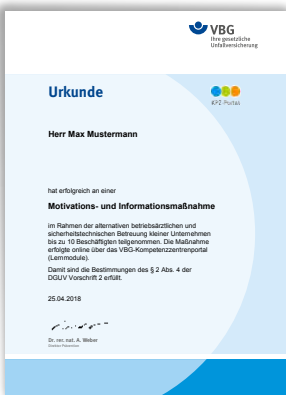 VBG
Ihre gesetzliche
Unfallversicherung
Urkunde
KPZ-Portal
Herr Max Mustermann
hat erfolgreich an einer
Motivations- und Informationsmaßnahme
im Rahmen der alternativen betriebsärztlichen und
sicherheitstechnischen Betreuung kleiner Unternehmen
bis zu 10 Beschäftigten teilgenommen. Die Maßnahme
erfolgte online über das VBG-Kompetenzzentrenportal
(Lernmodule).
Damit sind die Bestimmungen des § 2 Abs. 4 der
DGUV Vorschrift 2 erfüllt.
25.04.2018
Dr. rer. nat. A. Weber
Direktor Prävention